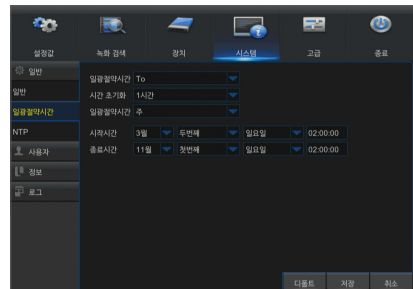 설정값 녹화 검색 장치 시스템 고급 종료
일반
일반
일광절약시간
NTP
사용자
정보
로그
일광절약시간 To
시간 초기화 1시간
일광절약시간 주
시작시간 3월 두번째 일요일 02:00:00
종료시간 11월 첫번째 일요일 02:00:00
디폴트 저장 취소